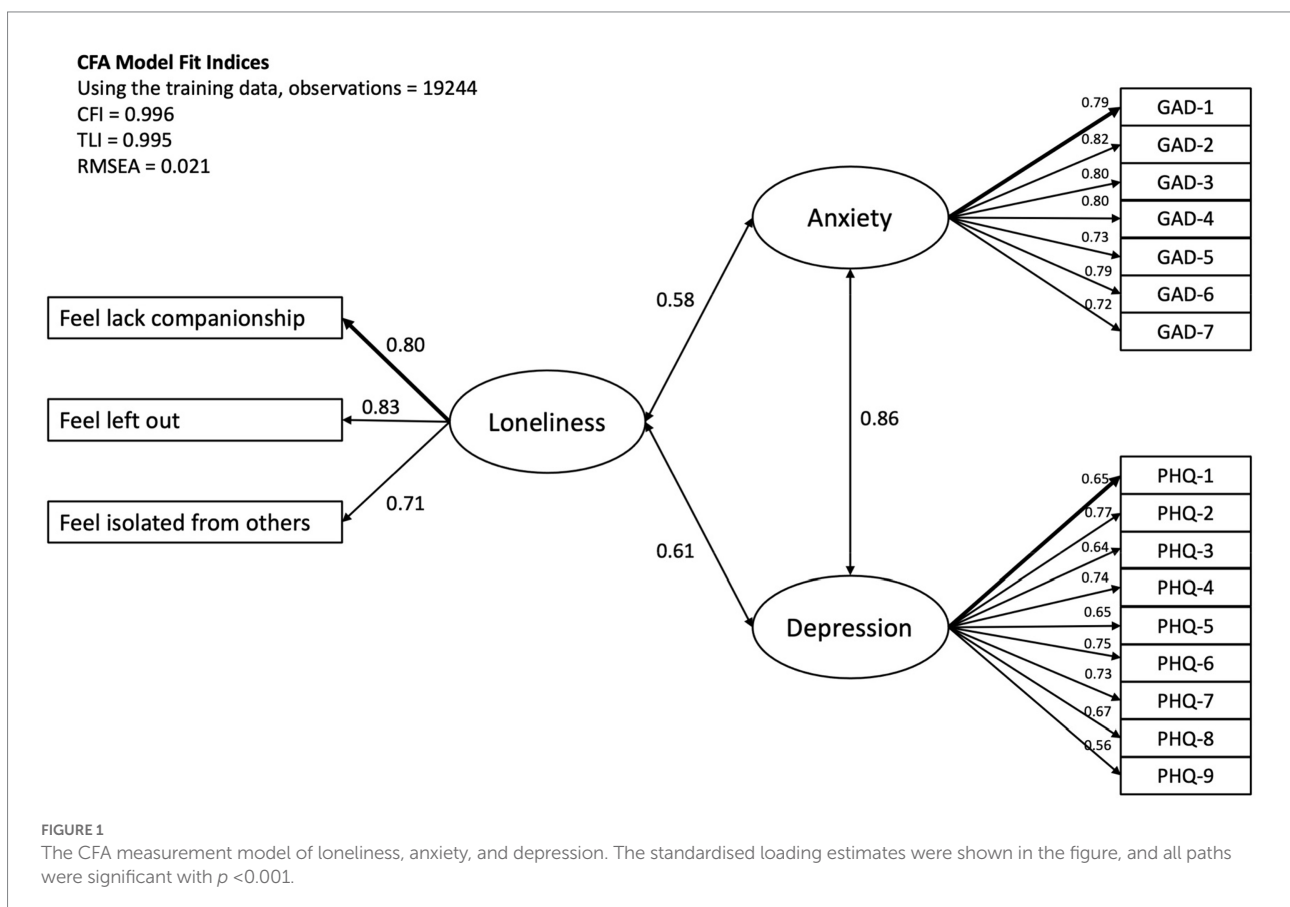 CFA Model Fit Indices
Using the training data, observations = 19244
CFI = 0.996
TLI = 0.995
RMSEA = 0.021
Feel lack companionship
Feel left out
Feel isolated from others
0.80
0.83
0.71
Loneliness
0.58
0.61
Anxiety
0.86
Depression
0.79
GAD-1
0.82
GAD-2
0.80
GAD-3
0.80
GAD-4
0.73
GAD-5
0.79
GAD-6
0.72
GAD-7
0.65
PHQ-1
0.77
PHQ-2
0.64
PHQ-3
0.74
PHQ-4
0.65
PHQ-5
0.75
PHQ-6
0.73
PHQ-7
0.67
PHQ-8
0.56
PHQ-9
FIGURE 1
The CFA measurement model of loneliness, anxiety, and depression. The standardised loading estimates were shown in the figure, and all paths
were significant with p <0.001.